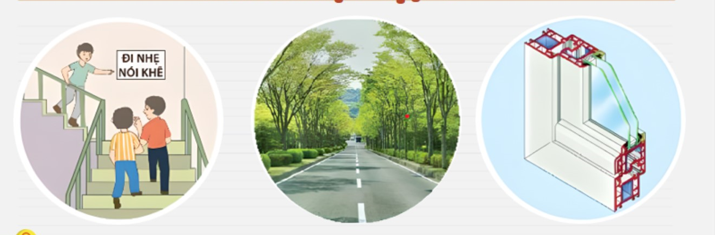 ĐI NHẸ
NÓI KHẼ